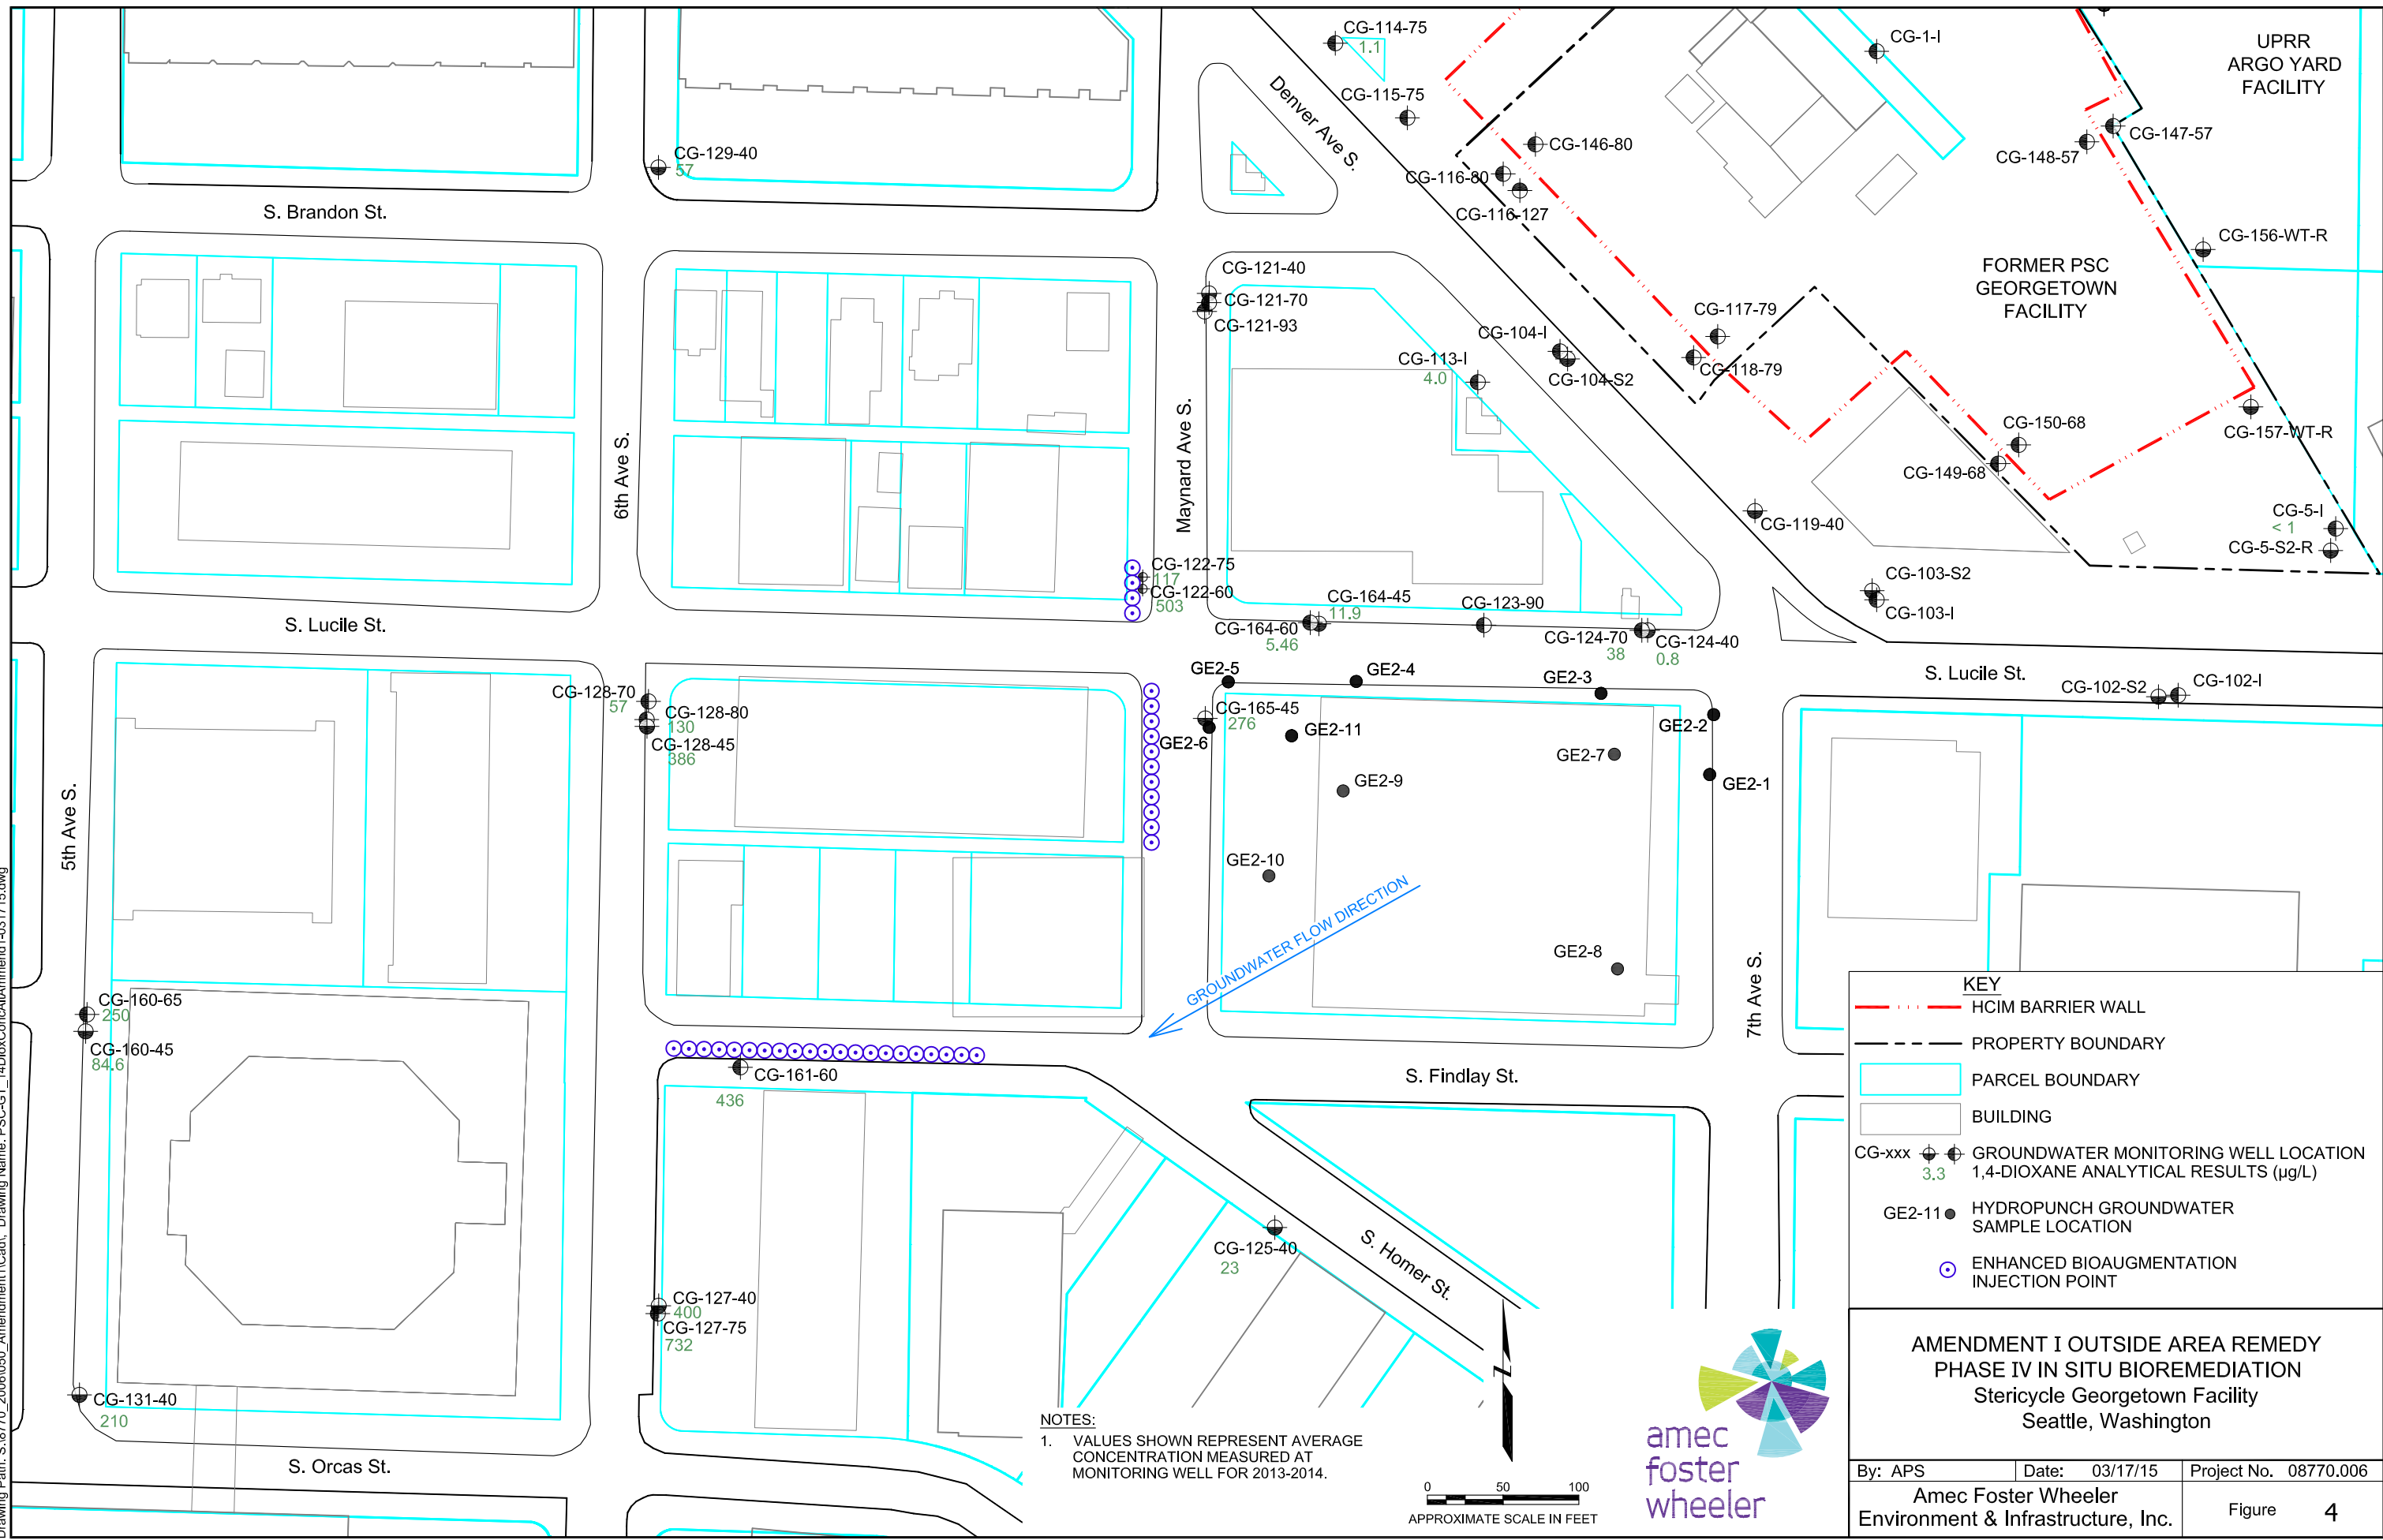 CG-114-75
1.1
CG-1-I
UPRR
ARGO YARD
FACILITY
CG-115-75
Denver Ave S.
CG-129-40
57
CG-146-80
CG-147-57
CG-148-57
CG-116-80
CG-116-127
S. Brandon St.
CG-156-WT-R
FORMER PSC
GEORGETOWN
FACILITY
CG-121-40
CG-121-70
CG-121-93
CG-117-79
CG-118-79
CG-104-I
CG-104-S2
CG-113-I
4.0
6th Ave S.
Maynard Ave S.
CG-150-68
CG-149-68
CG-157-WT-R
CG-119-40
CG-5-I
< 1
CG-5-S2-R
CG-122-75
117
CG-122-60
503
CG-103-S2
CG-103-I
S. Lucile St.
CG-164-45
11.9
CG-164-60
5.46
CG-123-90
CG-124-70
38
CG-124-40
0.8
S. Lucile St.
CG-102-S2
CG-102-I
GE2-5
GE2-4
GE2-3
GE2-2
CG-128-70
57
CG-128-80
130
CG-128-45
386
CG-165-45
276
GE2-6
GE2-11
GE2-7
GE2-1
GE2-9
5th Ave S.
GE2-10
GROUNDWATER FLOW DIRECTION
GE2-8
7th Ave S.
CG-160-65
250
CG-160-45
84.6
CG-161-60
436
S. Findlay St.
CG-125-40
23
S. Homer St.
CG-127-40
400
CG-127-75
732
CG-131-40
210
S. Orcas St.
KEY
HCIM BARRIER WALL
PROPERTY BOUNDARY
PARCEL BOUNDARY
BUILDING
CG-xxx
3.3
GROUNDWATER MONITORING WELL LOCATION
1,4-DIOXANE ANALYTICAL RESULTS (µg/L)
GE2-11
HYDROPUNCH GROUNDWATER
SAMPLE LOCATION
ENHANCED BIOAUGMENTATION
INJECTION POINT
NOTES:
1. VALUES SHOWN REPRESENT AVERAGE
CONCENTRATION MEASURED AT
MONITORING WELL FOR 2013-2014.
N
0 50 100
APPROXIMATE SCALE IN FEET
amec
foster
wheeler
AMENDMENT I OUTSIDE AREA REMEDY
PHASE IV IN SITU BIOREMEDIATION
Stericycle Georgetown Facility
Seattle, Washington
By: APS Date: 03/17/15 Project No. 08770.006
Amec Foster Wheeler
Environment & Infrastructure, Inc.
Figure 4